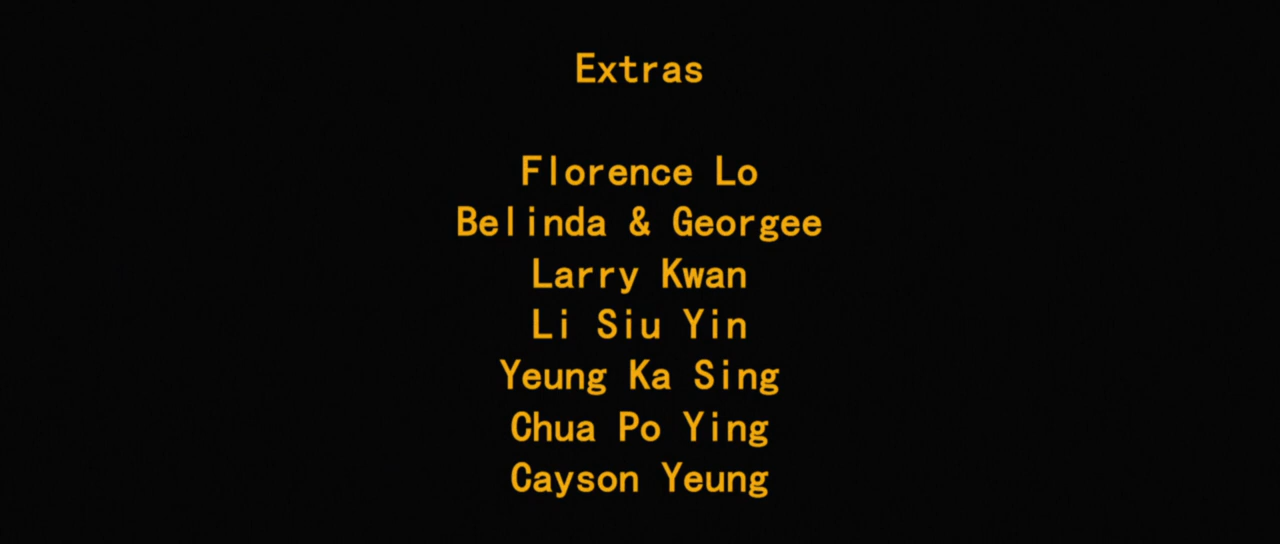 Extras
Florence Lo
Belinda & Georgee
Larry Kwan
Li Siu Yin
Yeung Ka Sing
Chua Po Ying
Cayson Yeung